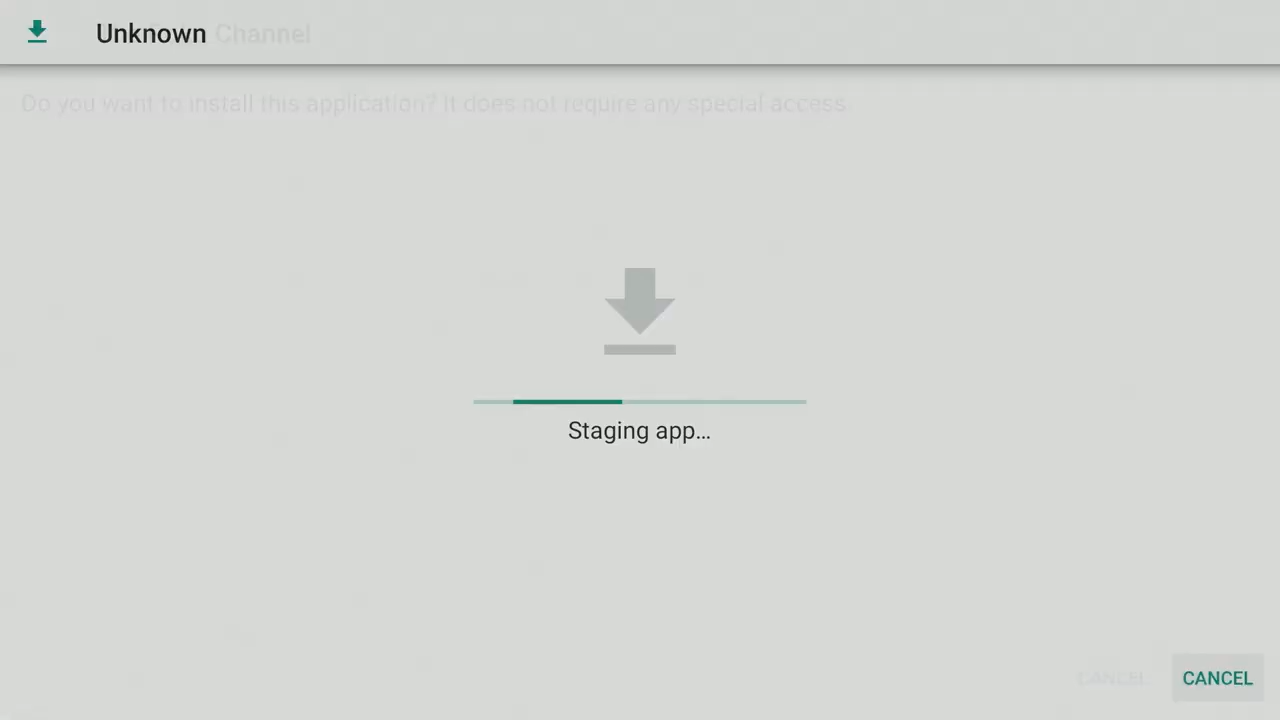 Unknown Channel
Do you want to install this application? It does not require any special access.
Staging app…
CANCEL CANCEL